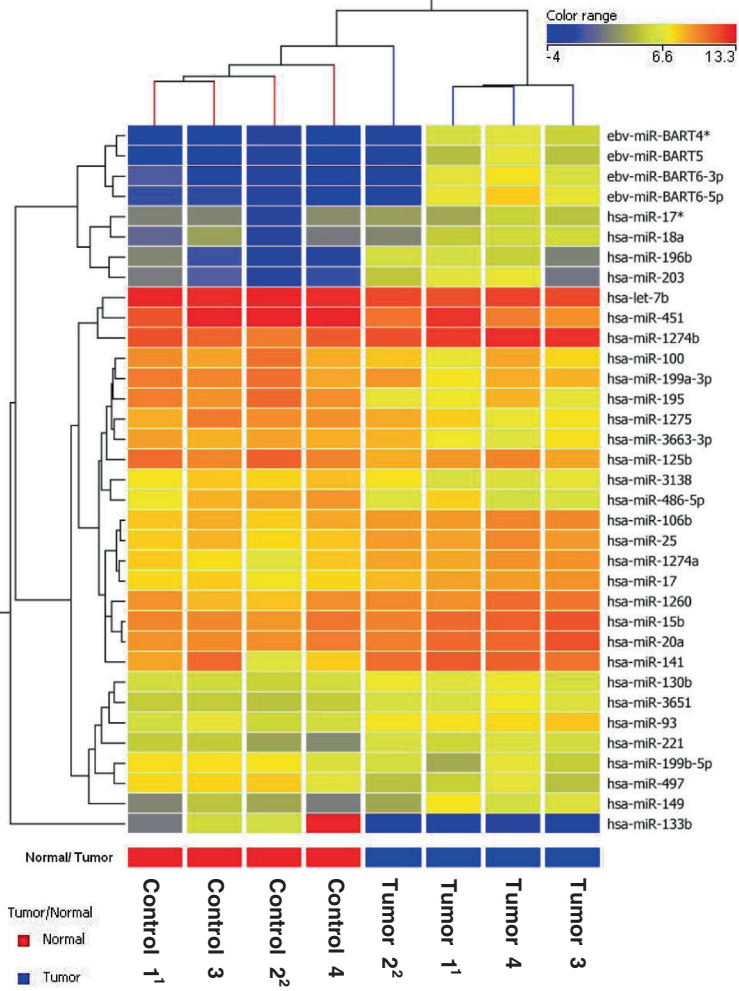 Color range
-4 6.6 13.3
ebv-miR-BART4*
ebv-miR-BART5
ebv-miR-BART6-3p
ebv-miR-BART6-5p
hsa-miR-17*
hsa-miR-18a
hsa-miR-196b
hsa-miR-203
hsa-let-7b
hsa-miR-451
hsa-miR-1274b
hsa-miR-100
hsa-miR-199a-3p
hsa-miR-195
hsa-miR-1275
hsa-miR-3663-3p
hsa-miR-125b
hsa-miR-3138
hsa-miR-486-5p
hsa-miR-106b
hsa-miR-25
hsa-miR-1274a
hsa-miR-17
hsa-miR-1260
hsa-miR-15b
hsa-miR-20a
hsa-miR-141
hsa-miR-130b
hsa-miR-3651
hsa-miR-93
hsa-miR-221
hsa-miR-199b-5p
hsa-miR-497
hsa-miR-149
hsa-miR-133b
Normal/ Tumor
Control 1¹
Control 3
Control 2²
Control 4
Tumor 2²
Tumor 1¹
Tumor 4
Tumor 3
Tumor/Normal
Normal
Tumor